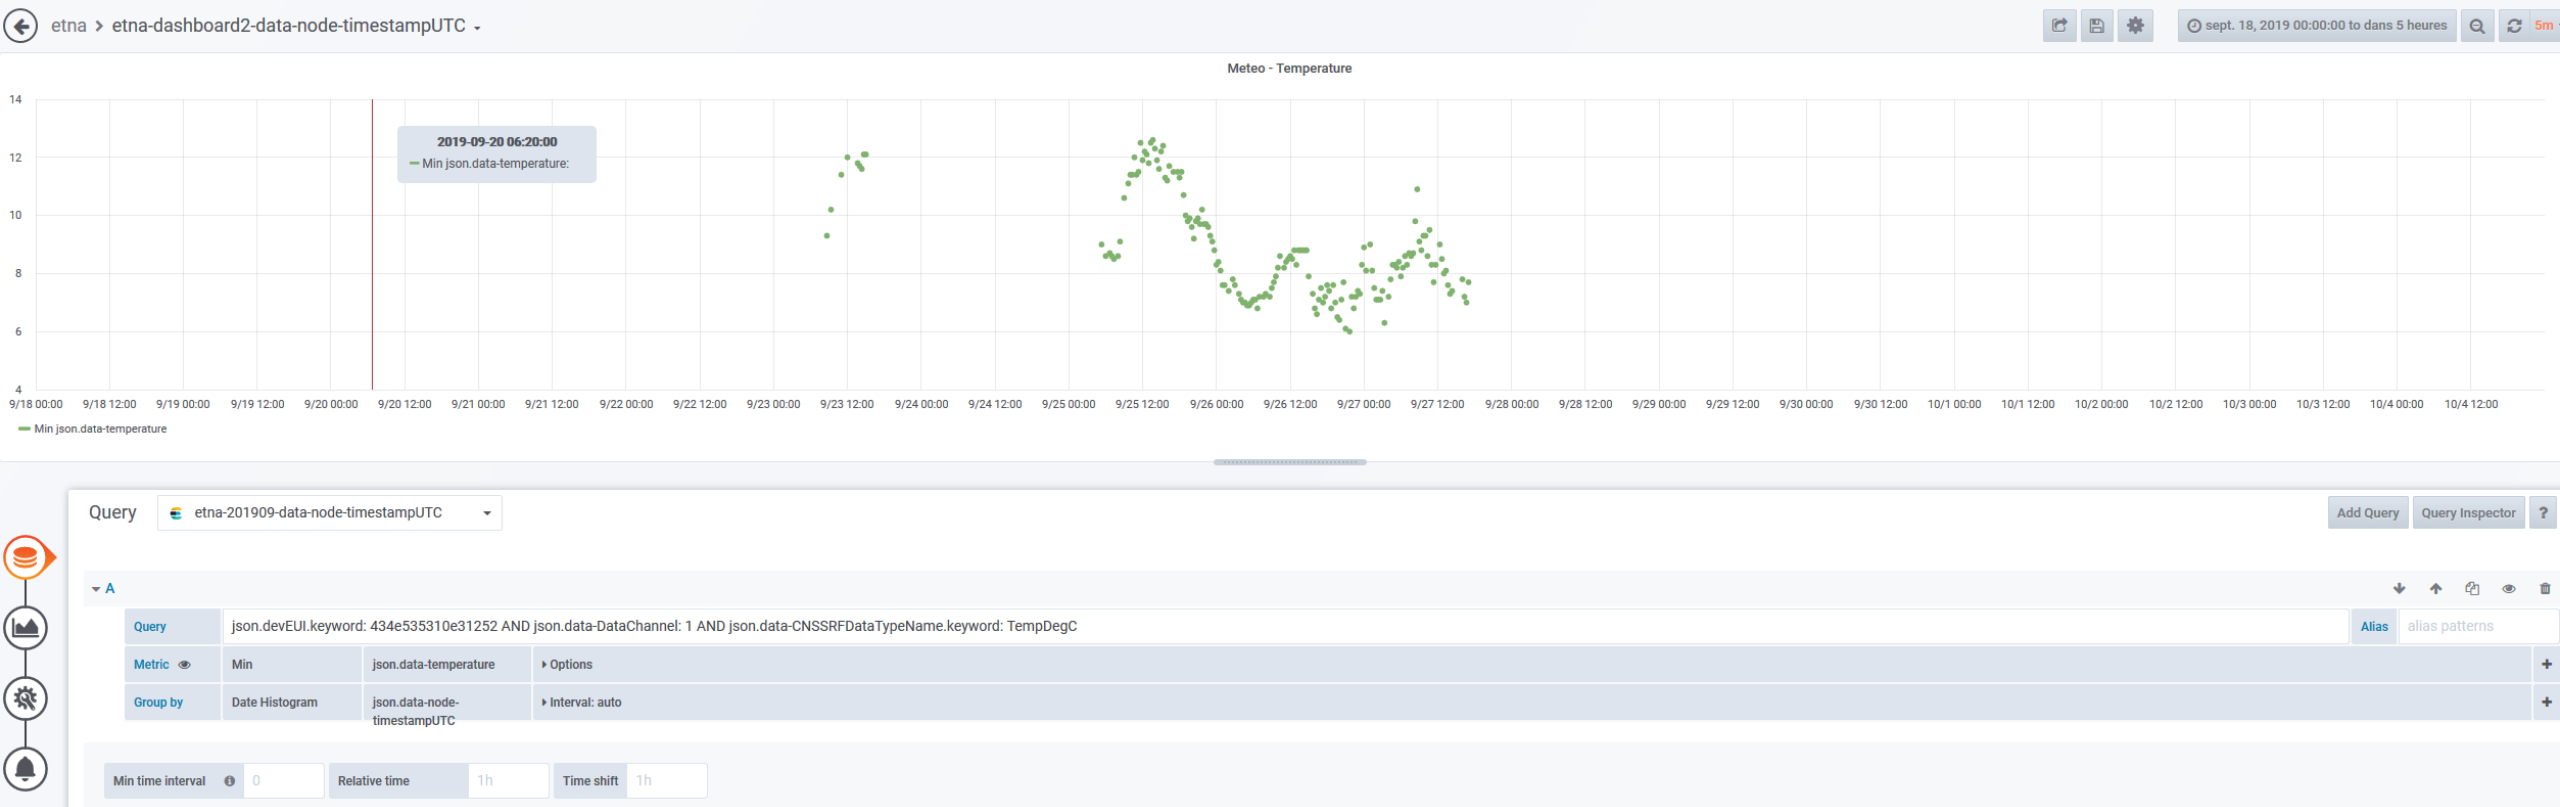 etna > etna-dashboard2-data-node-timestampUTC
sept. 18, 2019 00:00:00 to dans 5 heures
5m
Meteo - Temperature
14
12
10
8
6
4
2019-09-20 06:20:00
Min json.data-temperature:
9/18 00:00 9/18 12:00 9/19 00:00 9/19 12:00 9/20 00:00 9/20 12:00 9/21 00:00 9/21 12:00 9/22 00:00 9/22 12:00 9/23 00:00 9/23 12:00 9/24 00:00 9/24 12:00 9/25 00:00 9/25 12:00 9/26 00:00 9/26 12:00 9/27 00:00 9/27 12:00 9/28 00:00 9/28 12:00 9/29 00:00 9/29 12:00 9/30 00:00 9/30 12:00 10/1 00:00 10/1 12:00 10/2 00:00 10/2 12:00 10/3 00:00 10/3 12:00 10/4 00:00 10/4 12:00
Min json.data-temperature
Query etna-201909-data-node-timestampUTC Add Query Query Inspector ?
A
Query json.devEUI.keyword: 434e535310e31252 AND json.data-DataChannel: 1 AND json.data-CNSSRFDataTypeName.keyword: TempDegC Alias alias patterns
Metric Min json.data-temperature Options +
Group by Date Histogram json.data-node-
timestampUTC
Interval: auto +
Min time interval 0 Relative time 1h Time shift 1h